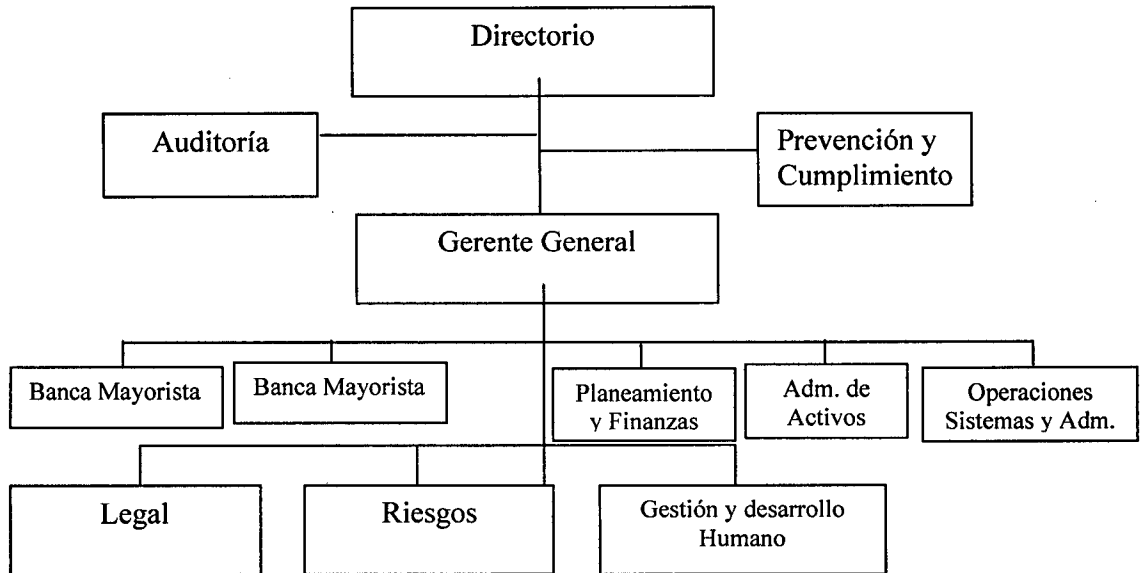 Directorio
Auditoría
Prevención y
Cumplimiento
Gerente General
Banca Mayorista
Banca Mayorista
Planeamiento
y Finanzas
Adm. de
Activos
Operaciones
Sistemas y Adm.
Legal
Riesgos
Gestión y desarrollo
Humano